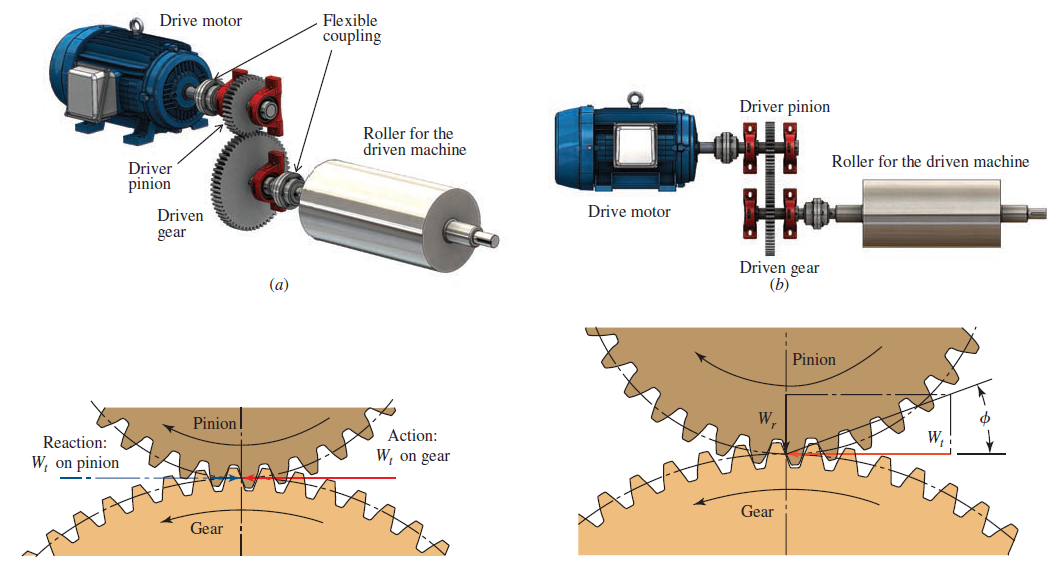 Drive motor
Flexible
coupling
Driver
pinion
Driven
gear
Roller for the
driven machine
(a)
Driver pinion
Roller for the driven machine
Drive motor
Driven gear
(b)
Pinion
Reaction:
Wt on pinion
Action:
Wt on gear
Gear
Pinion
Wr
Wt
ϕ
Gear